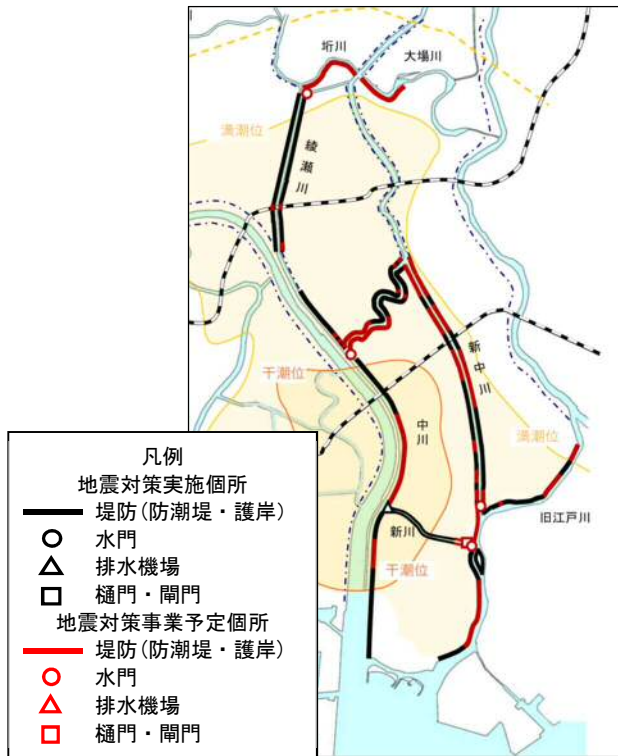 垳川
大場川
満潮位
綾瀬川
新中川
干潮位
中川
満潮位
旧江戸川
新川
干潮位
凡例
地震対策実施個所
堤防(防潮堤・護岸)
水門
排水機場
樋門・閘門
地震対策事業予定個所
堤防(防潮堤・護岸)
水門
排水機場
樋門・閘門